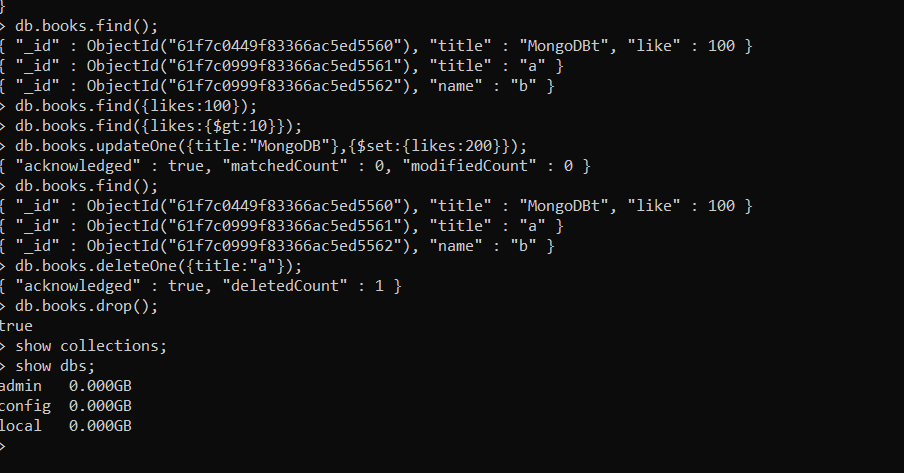 }
> db.books.find();
{ "_id" : ObjectId("61f7c0449f83366ac5ed5560"), "title" : "MongoDBt", "like" : 100 }
{ "_id" : ObjectId("61f7c0999f83366ac5ed5561"), "title" : "a" }
{ "_id" : ObjectId("61f7c0999f83366ac5ed5562"), "name" : "b" }
> db.books.find({likes:100});
> db.books.find({likes:{$gt:10}});
> db.books.updateOne({title:"MongoDB"},{$set:{likes:200}});
{ "acknowledged" : true, "matchedCount" : 0, "modifiedCount" : 0 }
> db.books.find();
{ "_id" : ObjectId("61f7c0449f83366ac5ed5560"), "title" : "MongoDBt", "like" : 100 }
{ "_id" : ObjectId("61f7c0999f83366ac5ed5561"), "title" : "a" }
{ "_id" : ObjectId("61f7c0999f83366ac5ed5562"), "name" : "b" }
> db.books.deleteOne({title:"a"});
{ "acknowledged" : true, "deletedCount" : 1 }
> db.books.drop();
true
> show collections;
> show dbs;
admin   0.000GB
config  0.000GB
local   0.000GB
>